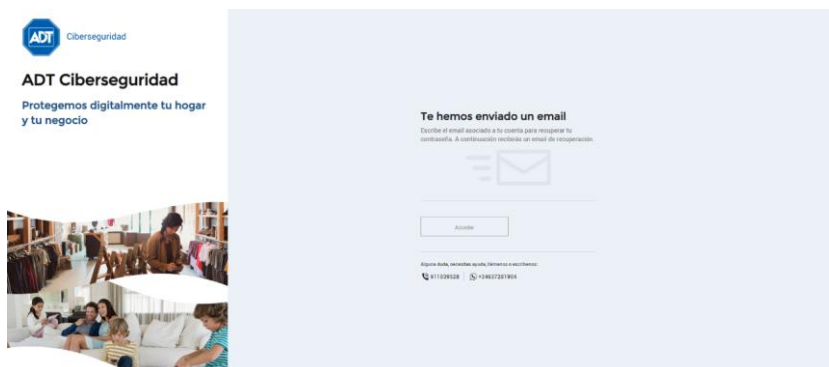 ADT
Ciberseguridad
ADT Ciberseguridad
Protegemos digitalmente tu hogar
y tu negocio
Te hemos enviado un email
Escribe el email asociado a tu cuenta para recuperar tu
contraseña. A continuación recibirás un email de recuperación.
Acceder
Alguna duda, necesitas ayuda, llámanos o escríbenos:
911039528 +34637281904